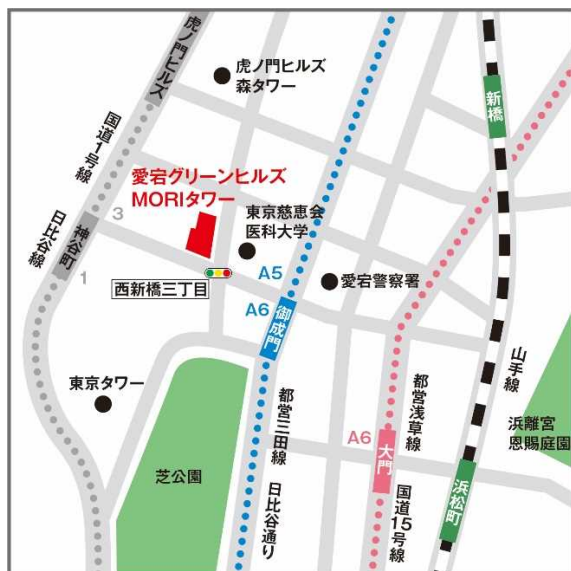 虎ノ門ヒルズ
虎ノ門ヒルズ
森タワー
新橋
国道1号線
愛宕グリーンヒルズ
MORIタワー
3
東京慈恵会
医科大学
日比谷線
神谷町
1
A5
愛宕警察署
西新橋三丁目
A6
御成門
山手線
東京タワー
都営三田線
都営浅草線
浜離宮
恩賜庭園
A6
大門
芝公園
日比谷通り
国道15号線
浜松町